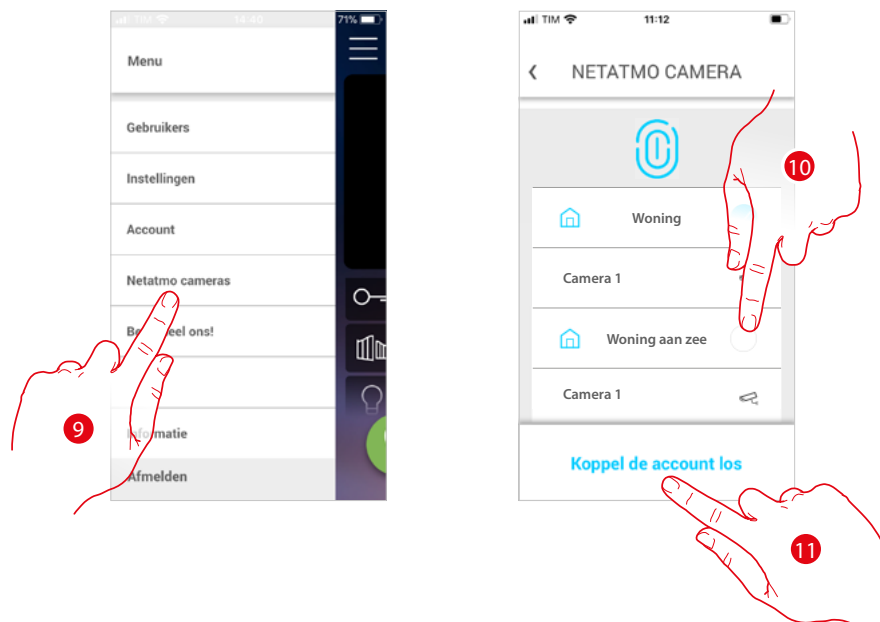 TIM 14:40 71%
Menu
Gebruikers
Instellingen
Account
Netatmo cameras
eel ons!
Informatie
Afmelden
9
TIM 11:12
NETATMO CAMERA
Woning
Camera 1
Woning aan zee
Camera 1
Koppel de account los
10
11